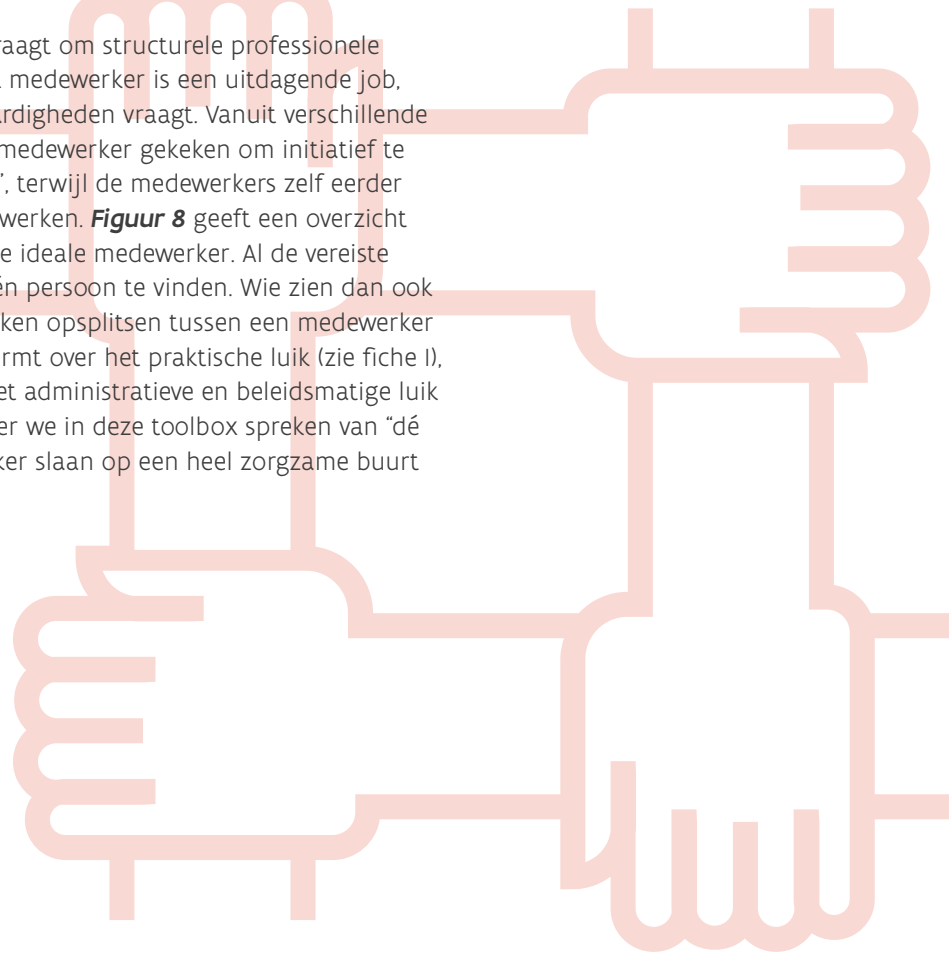 raagt om structurele professionele
medewerker is een uitdagende job,
ardigheden vraagt. Vanuit verschillende
medewerker gekeken om initiatief te
”, terwijl de medewerkers zelf eerder
werken. Figuur 8 geeft een overzicht
e ideale medewerker. Al de vereiste
én persoon te vinden. Wie zien dan ook
ken opsplitsen tussen een medewerker
rmt over het praktische luik (zie fiche I),
et administratieve en beleidsmatige luik
er we in deze toolbox spreken van “dé
ker slaan op een heel zorgzame buurt